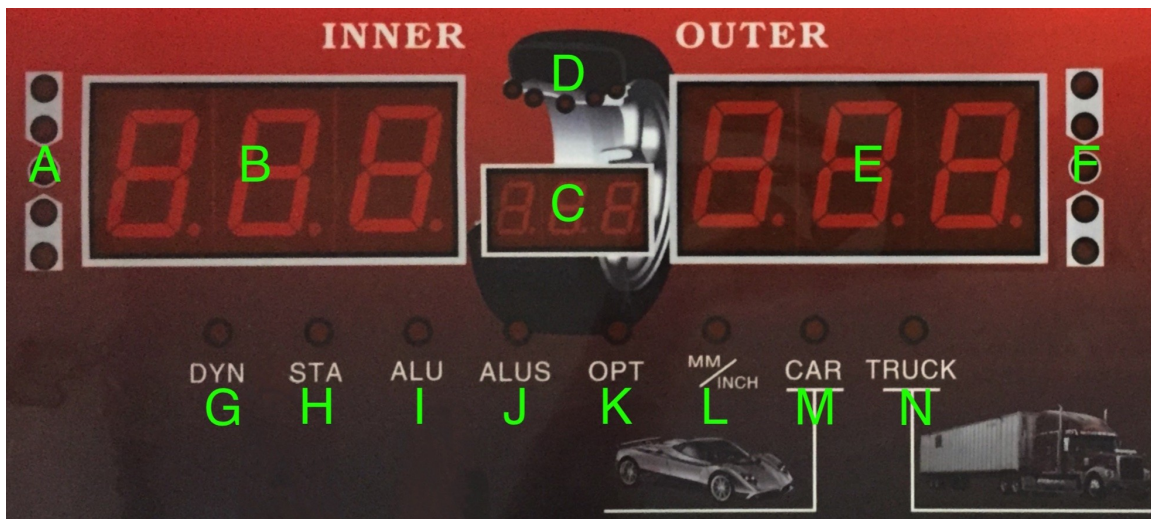 INNER OUTER
D
A B E F
C
DYN STA ALU ALUS OPT MM/INCH CAR TRUCK
G H I J K L M N